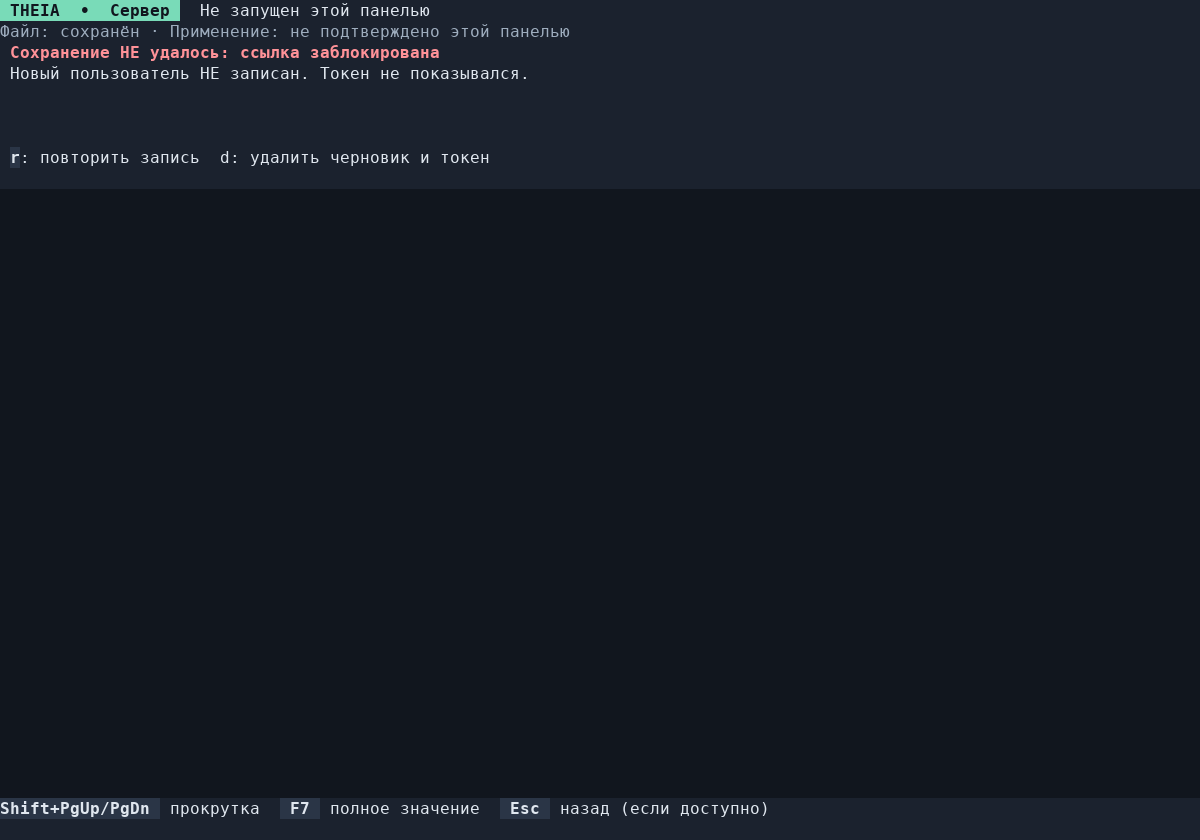 THEIA • Сервер Не запущен этой панелью
Файл: сохранён · Применение: не подтверждено этой панелью
Сохранение НЕ удалось: ссылка заблокирована
Новый пользователь НЕ записан. Токен не показывался.
r: повторить запись d: удалить черновик и токен
Shift+PgUp/PgDn прокрутка F7 полное значение Esc назад (если доступно)